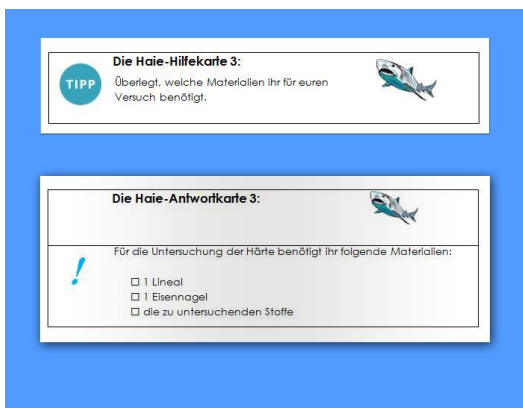 Die Haie-Hilfekarte 3:
TIPP
Überlegt, welche Materialien ihr für euren
Versuch benötigt.
Die Haie-Antwortkarte 3:
!
Für die Untersuchung der Härte benötigt ihr folgende Materialien:
☐ 1 Lineal
☐ 1 Eisennagel
☐ die zu untersuchenden Stoffe